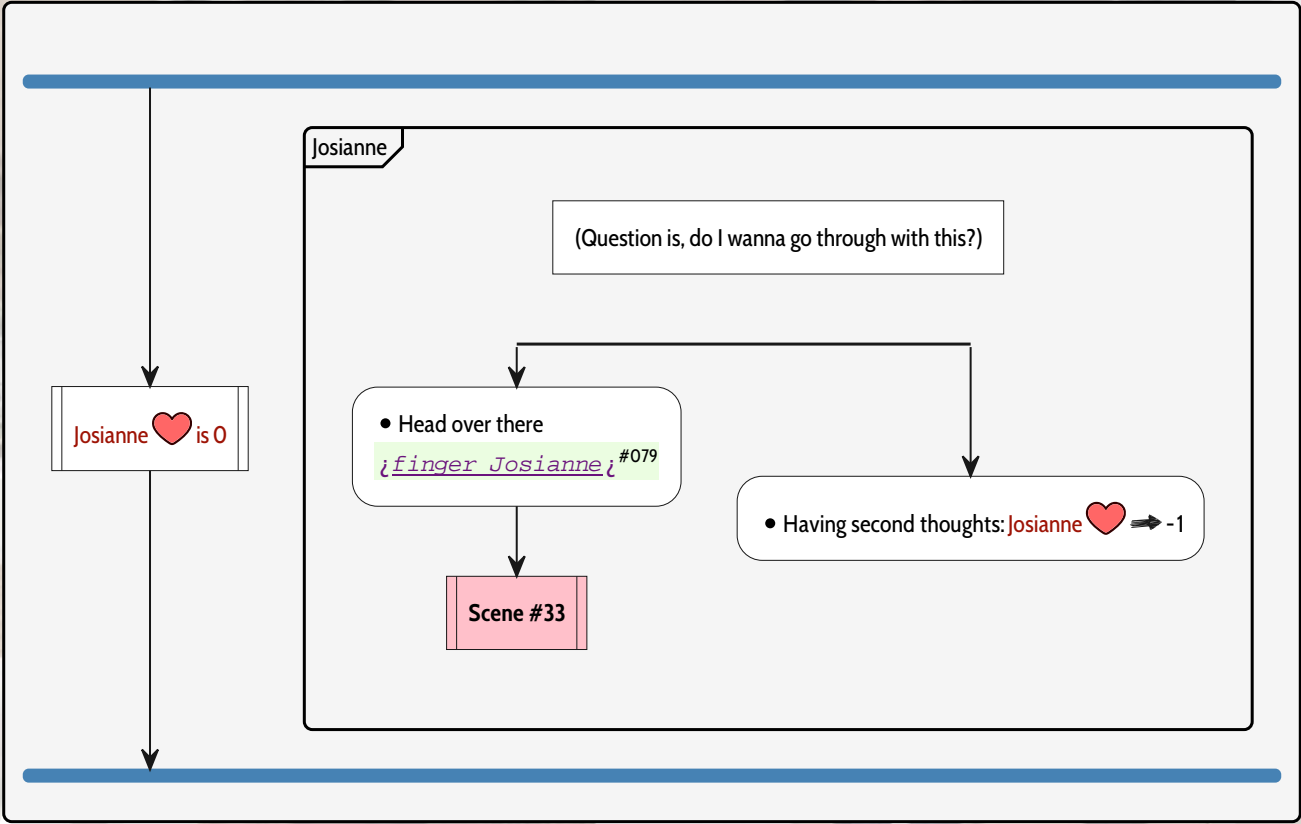 Josianne
(Question is, do I wanna go through with this?)
Josianne is 0
• Head over there
¿finger Josianne¿#079
• Having second thoughts: Josianne -1
Scene #33